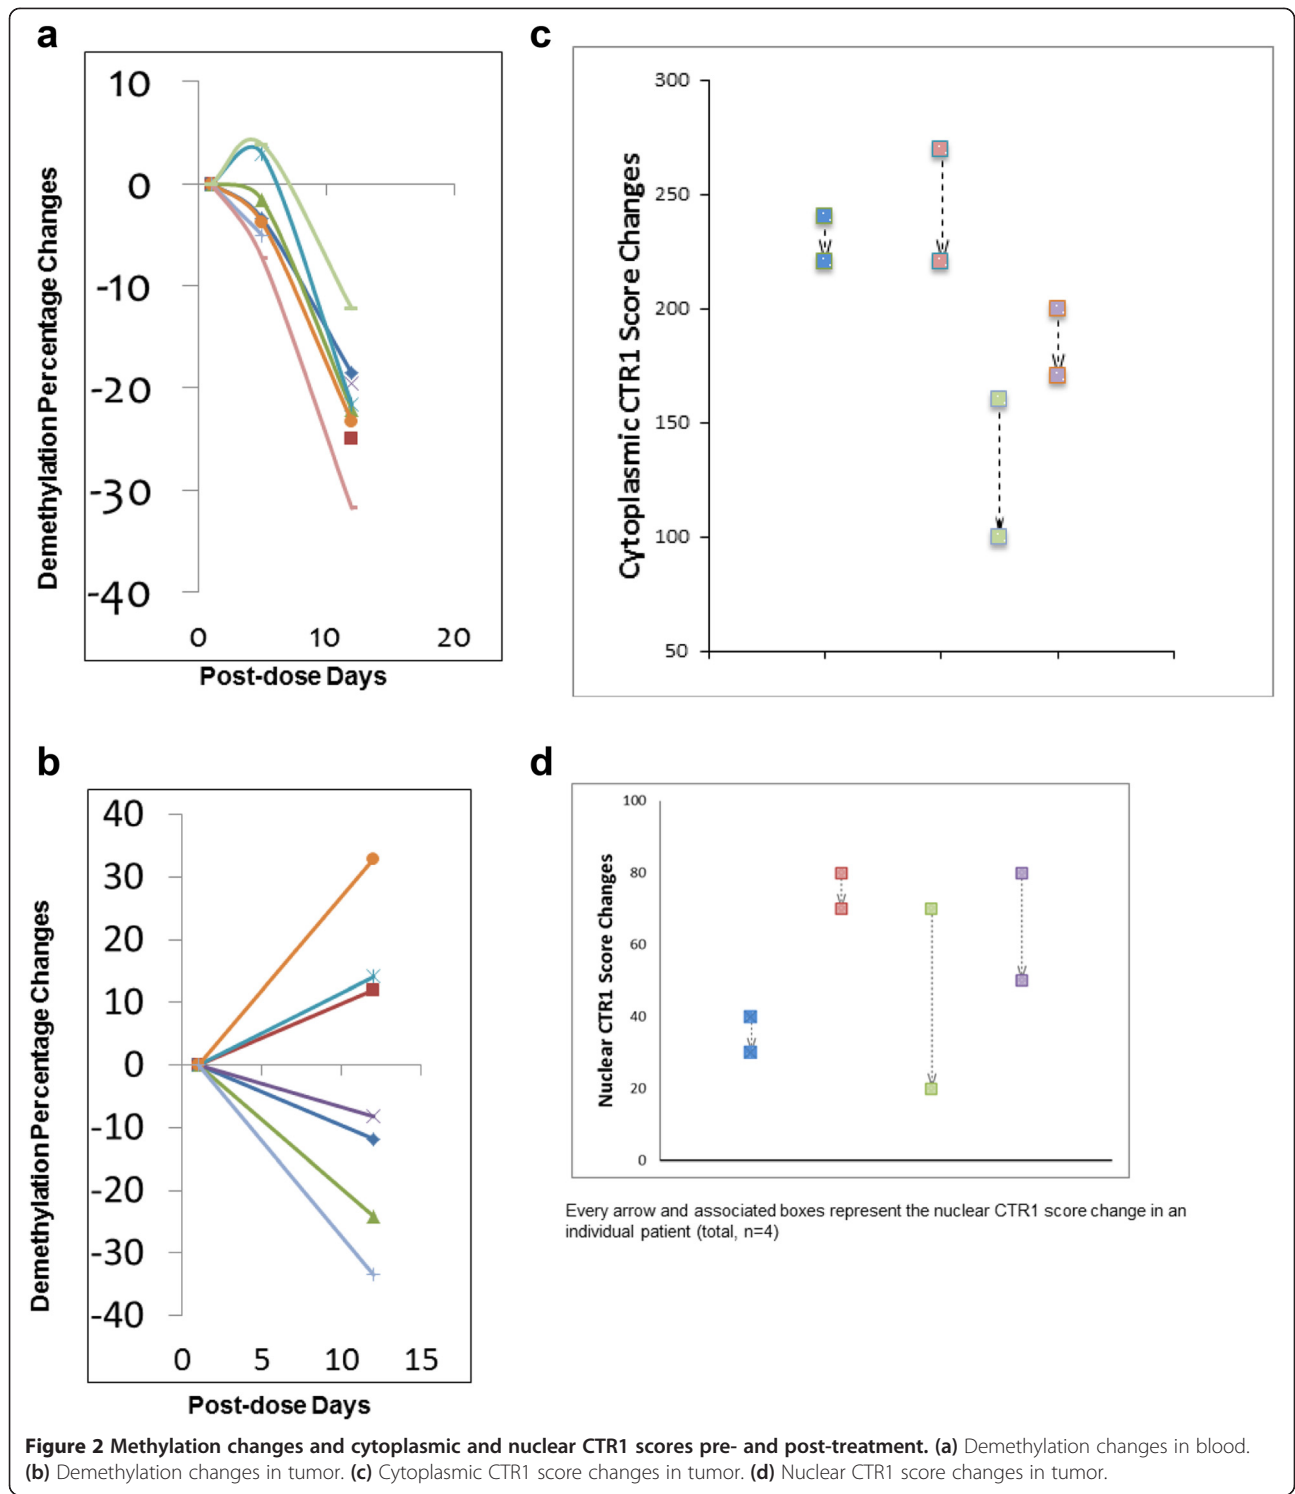 a
10
0
-10
-20
-30
-40
0 10 20
Demethylation Percentage Changes
Post-dose Days
c
300
250
200
150
100
50
Cytoplasmic CTR1 Score Changes
b
40
30
20
10
0
-10
-20
-30
-40
0 5 10 15
Demethylation Percentage Changes
Post-dose Days
d
100
80
60
40
20
0
Nuclear CTR1 Score Changes
Every arrow and associated boxes represent the nuclear CTR1 score change in an
individual patient (total, n=4)
Figure 2 Methylation changes and cytoplasmic and nuclear CTR1 scores pre- and post-treatment. (a) Demethylation changes in blood.
(b) Demethylation changes in tumor. (c) Cytoplasmic CTR1 score changes in tumor. (d) Nuclear CTR1 score changes in tumor.